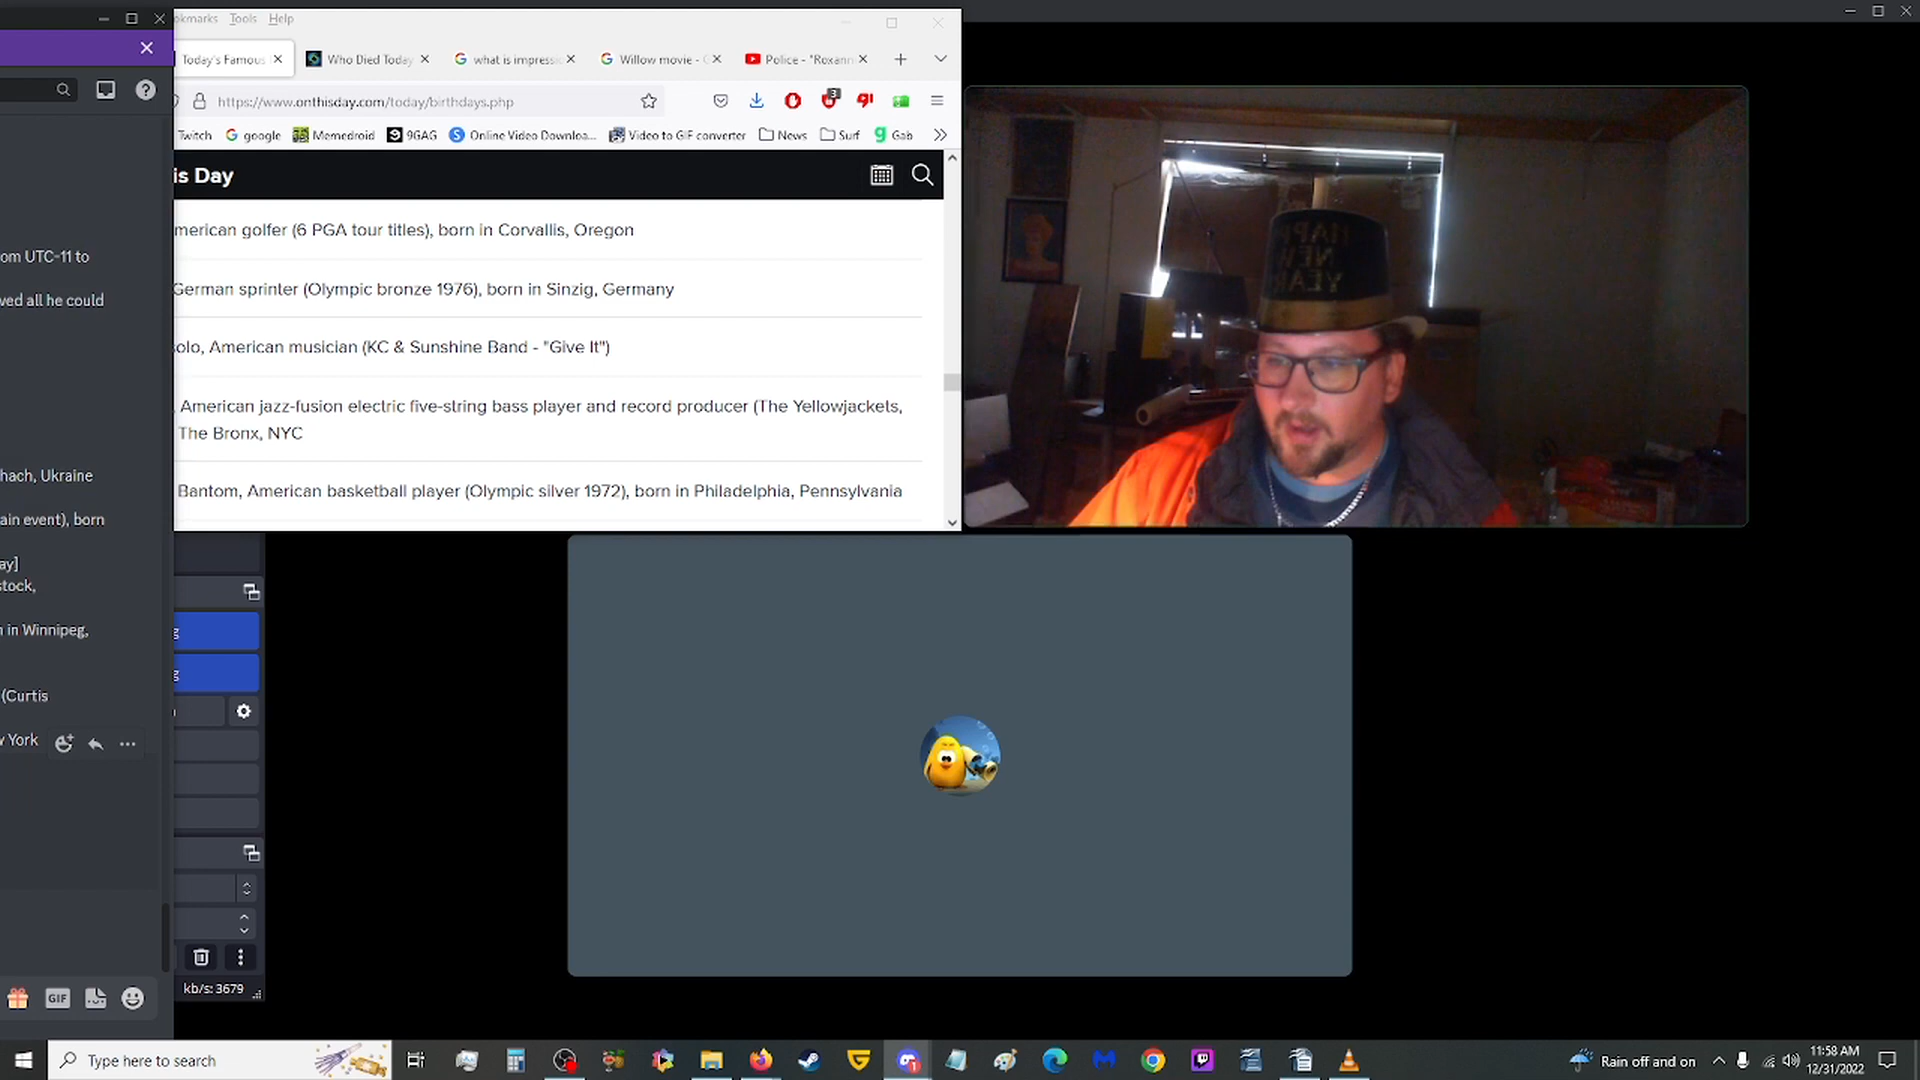 okmarks Tools Help
Today's Famous
Who Died Today
what is impressi
Willow movie - G
Police - "Roxann
https://www.onthisday.com/today/birthdays.php
3
Twitch
google
Memedroid
9GAG
Online Video Downloa...
Video to GIF converter
News
Surf
Gab
is Day
merican golfer (6 PGA tour titles), born in Corvallis, Oregon
German sprinter (Olympic bronze 1976), born in Sinzig, Germany
olo, American musician (KC & Sunshine Band - "Give It")
, American jazz-fusion electric five-string bass player and record producer (The Yellowjackets,
The Bronx, NYC
Bantom, American basketball player (Olympic silver 1972), born in Philadelphia, Pennsylvania
om UTC-11 to
ved all he could
hach, Ukraine
ain event), born
ay]
stock,
n in Winnipeg,
(Curtis
w York
g
g
GIF
kb/s: 3679
HAPPY
NEW
YEAR
Type here to search
1
Rain off and on
11:58 AM
12/31/2022